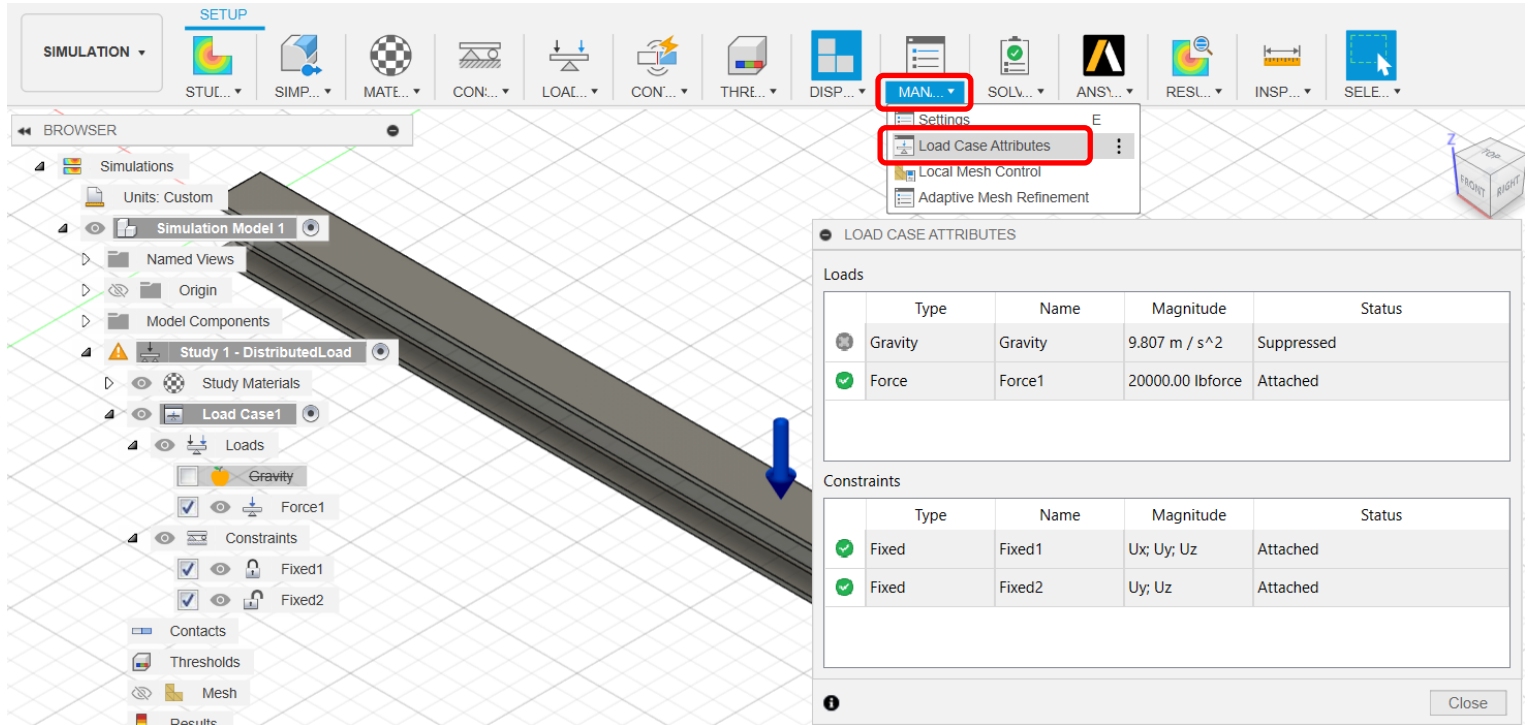 SETUP
SIMULATION
STUD... SIMP... MATE... CON:... LOAD... CON'... THRE... DISP... MAN... SOLV... ANSY... RESU... INSP... SELE...
BROWSER
Settings E
Load Case Attributes
Local Mesh Control
Adaptive Mesh Refinement
Z
TOP
FRONT
RIGHT
Simulations
Units: Custom
Simulation Model 1
Named Views
Origin
Model Components
Study 1 - DistributedLoad
Study Materials
Load Case1
Loads
Gravity
Force1
Constraints
Fixed1
Fixed2
Contacts
Thresholds
Mesh
Results
LOAD CASE ATTRIBUTES
Loads
Type Name Magnitude Status
Gravity Gravity 9.807 m / s^2 Suppressed
Force Force1 20000.00 lbforce Attached
Constraints
Type Name Magnitude Status
Fixed Fixed1 Ux; Uy; Uz Attached
Fixed Fixed2 Uy; Uz Attached
Close